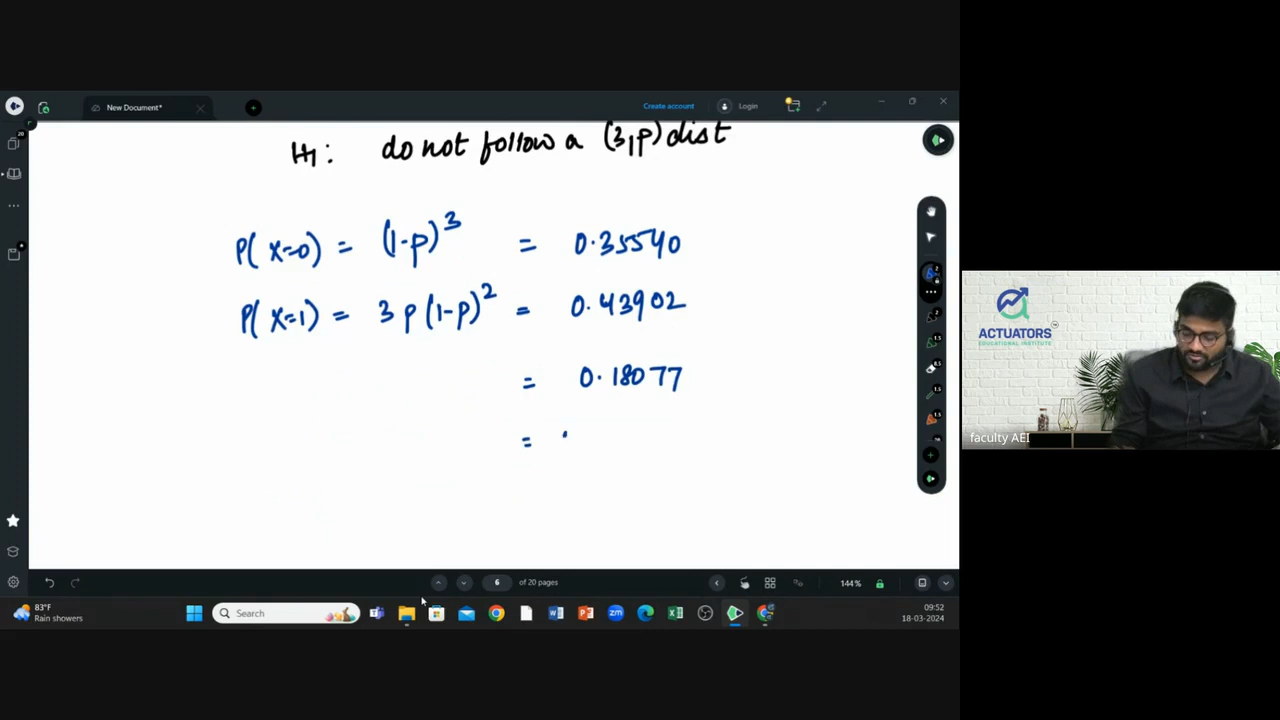 New Document*
Create account
Login
H₁: do not follow a (3,p) dist
P(X=0) = (1-p)³ = 0.35540
P(X=1) = 3p(1-p)² = 0.43902
= 0.18077
= .
ACTUATORS
EDUCATIONAL INSTITUTE
faculty AEI
6 of 20 pages
144%
83°F
Rain showers
Search
09:52
18-03-2024